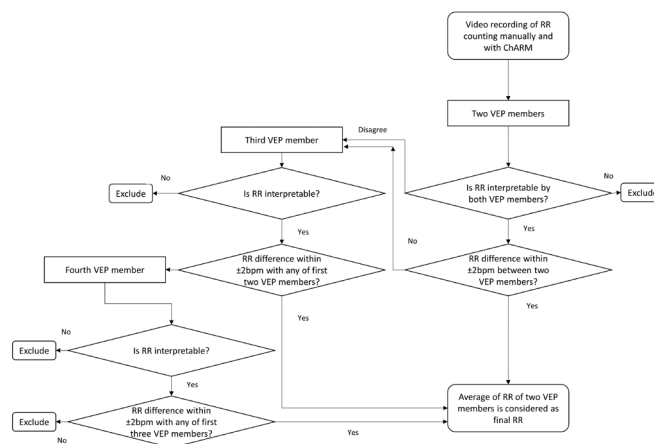 Video recording of RR
counting manually and
with ChARM
Two VEP members
Disagree
Third VEP member
No
Exclude
Is RR interpretable?
Is RR interpretable by
both VEP members?
No
Exclude
Yes
Yes
No
Fourth VEP member
RR difference within
±2bpm with any of first
two VEP members?
RR difference within
±2bpm between two
VEP members?
Yes
Yes
No
Exclude
Is RR interpretable?
Yes
Average of RR of two VEP
members is considered as
final RR
Exclude
RR difference within
±2bpm with any of first
three VEP members?
No
Yes